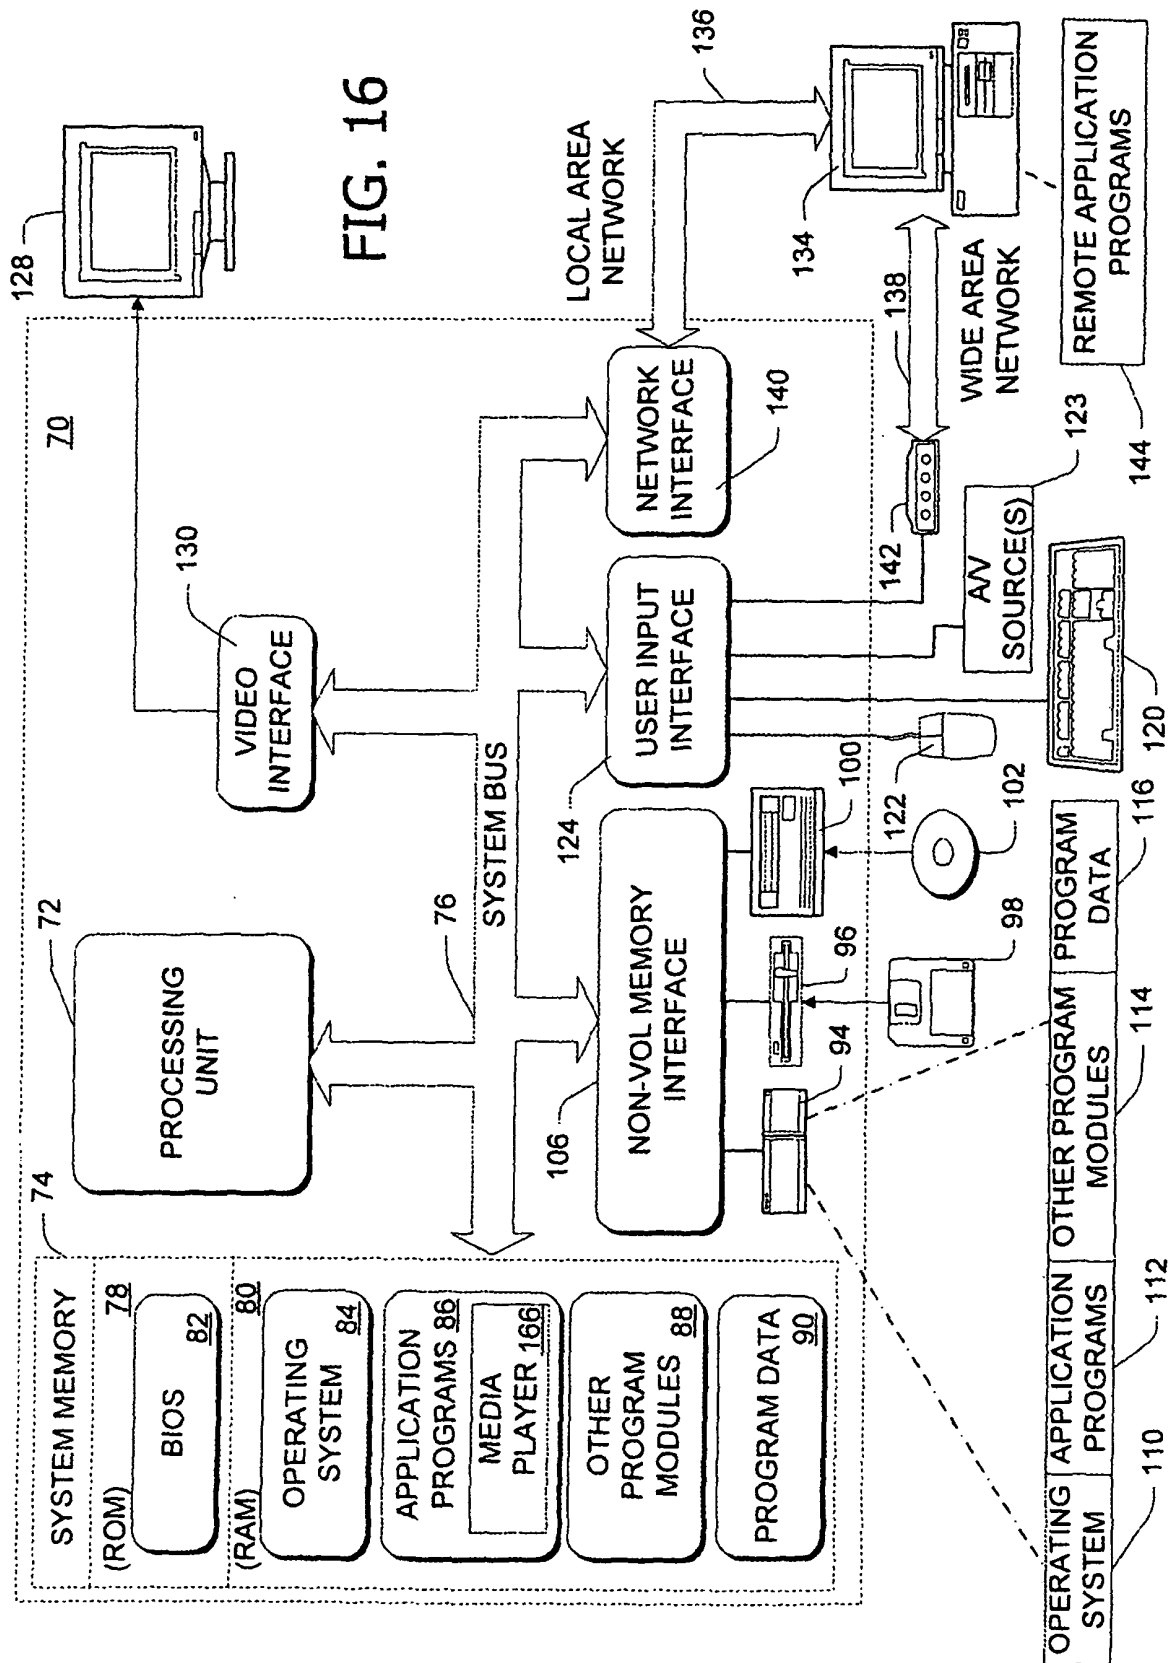 FIG. 16
70
128
SYSTEM MEMORY
74
(ROM) 78
BIOS
82
(RAM) 80
OPERATING
SYSTEM 84
APPLICATION
PROGRAMS 86
MEDIA
PLAYER 166
OTHER
PROGRAM
MODULES 88
PROGRAM DATA
90
72
PROCESSING
UNIT
130
VIDEO
INTERFACE
76
SYSTEM BUS
106
NON-VOL MEMORY
INTERFACE
124
USER INPUT
INTERFACE
NETWORK
INTERFACE
140
LOCAL AREA
NETWORK
136
134
138
WIDE AREA
NETWORK
142
94
96
100
98
102
122
120
A/V
SOURCE(S)
123
REMOTE APPLICATION
PROGRAMS
144
OPERATING
SYSTEM
110
APPLICATION
PROGRAMS
112
OTHER PROGRAM
MODULES
114
PROGRAM
DATA
116